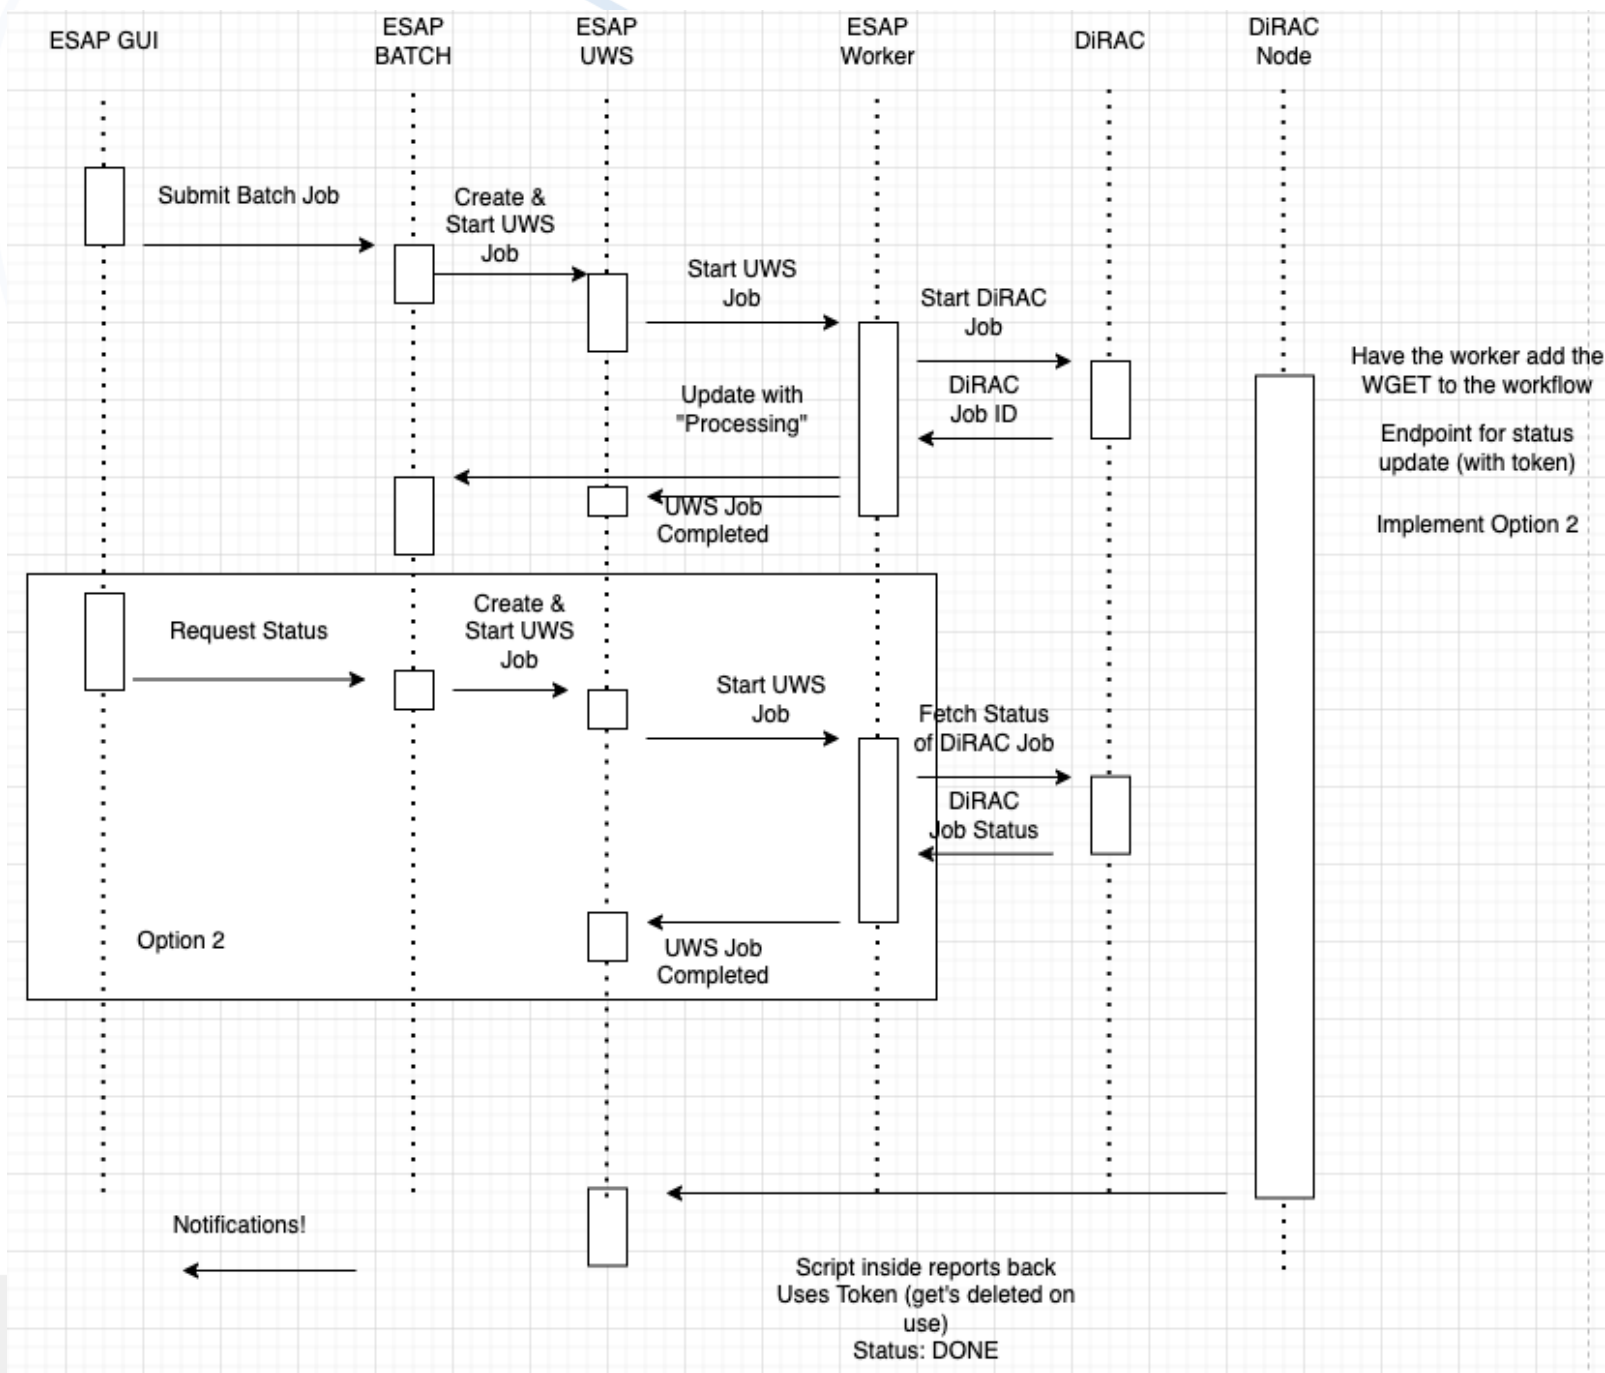 ESAP GUI
ESAP
BATCH
ESAP
UWS
ESAP
Worker
DiRAC
DiRAC
Node
Submit Batch Job
Create &
Start UWS
Job
Start UWS
Job
Start DiRAC
Job
DiRAC
Job ID
Update with
"Processing"
UWS Job
Completed
Have the worker add the
WGET to the workflow
Endpoint for status
update (with token)
Implement Option 2
Request Status
Create &
Start UWS
Job
Start UWS
Job
Fetch Status
of DiRAC Job
DiRAC
Job Status
UWS Job
Completed
Option 2
Notifications!
Script inside reports back
Uses Token (get's deleted on
use)
Status: DONE